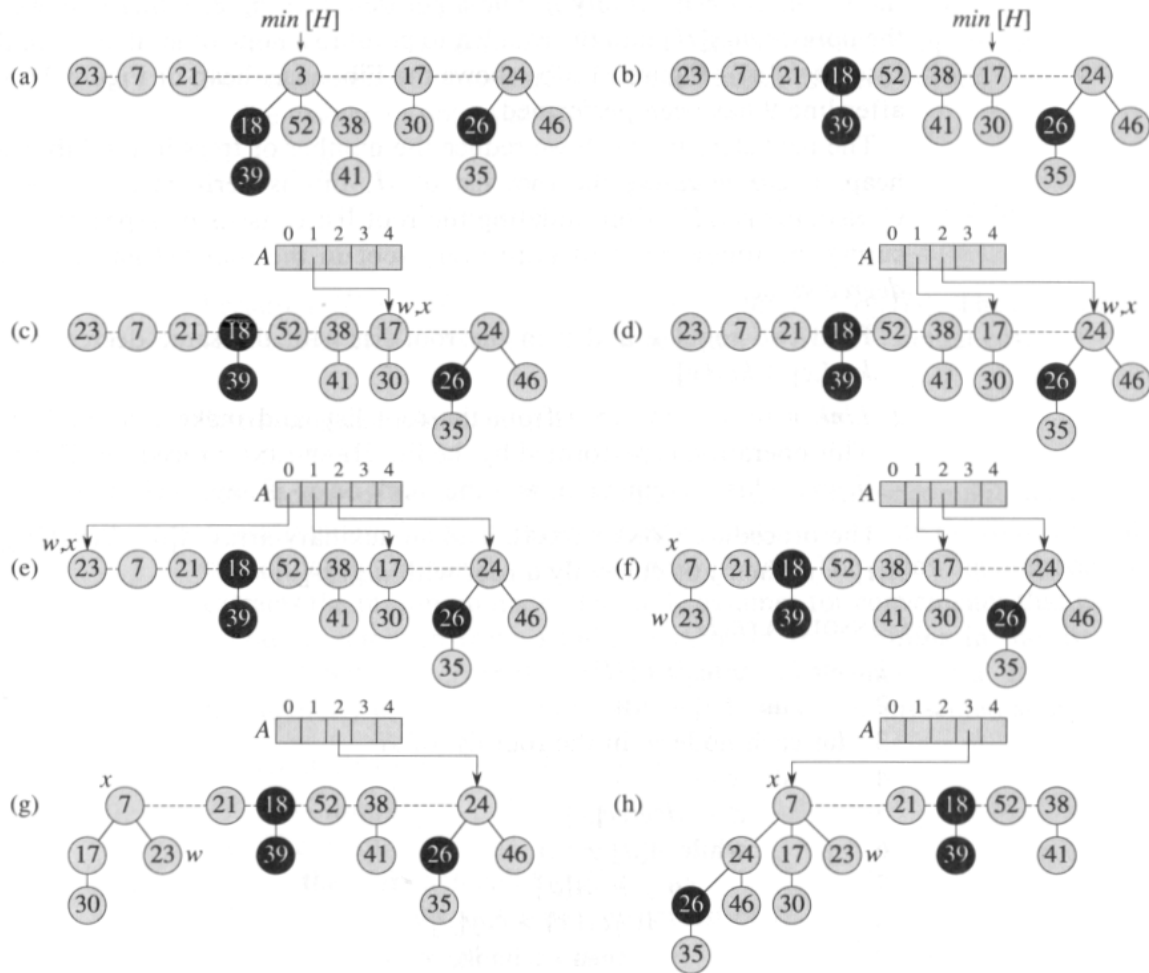 min [H] min [H]
(a) 23 7 21 3 17 24 (b) 23 7 21 18 52 38 17 24
18 52 38 30 26 46 39 41 30 26 46
39 41 35 35
0 1 2 3 4 0 1 2 3 4
A A
w,x w,x
(c) 23 7 21 18 52 38 17 24 (d) 23 7 21 18 52 38 17 24
39 41 30 26 46 39 41 30 26 46
35 35
0 1 2 3 4 0 1 2 3 4
A A
w,x x
(e) 23 7 21 18 52 38 17 24 (f) 7 21 18 52 38 17 24
39 41 30 26 46 w 23 39 41 30 26 46
35 35
0 1 2 3 4 0 1 2 3 4
A A
x x
(g) 7 21 18 52 38 24 (h) 7 21 18 52 38
17 23 w 39 41 26 46 24 17 23 w 39 41
30 35 26 46 30
35